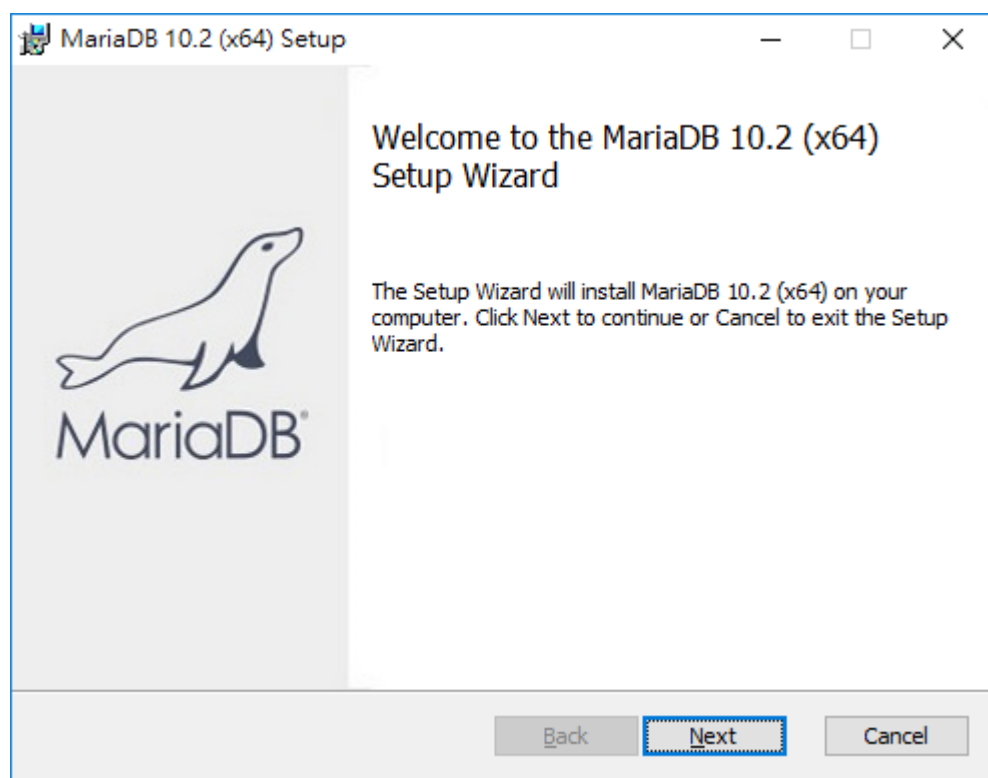 MariaDB 10.2 (x64) Setup
Welcome to the MariaDB 10.2 (x64)
Setup Wizard
The Setup Wizard will install MariaDB 10.2 (x64) on your
computer. Click Next to continue or Cancel to exit the Setup
Wizard.
MariaDB®
Back
Next
Cancel